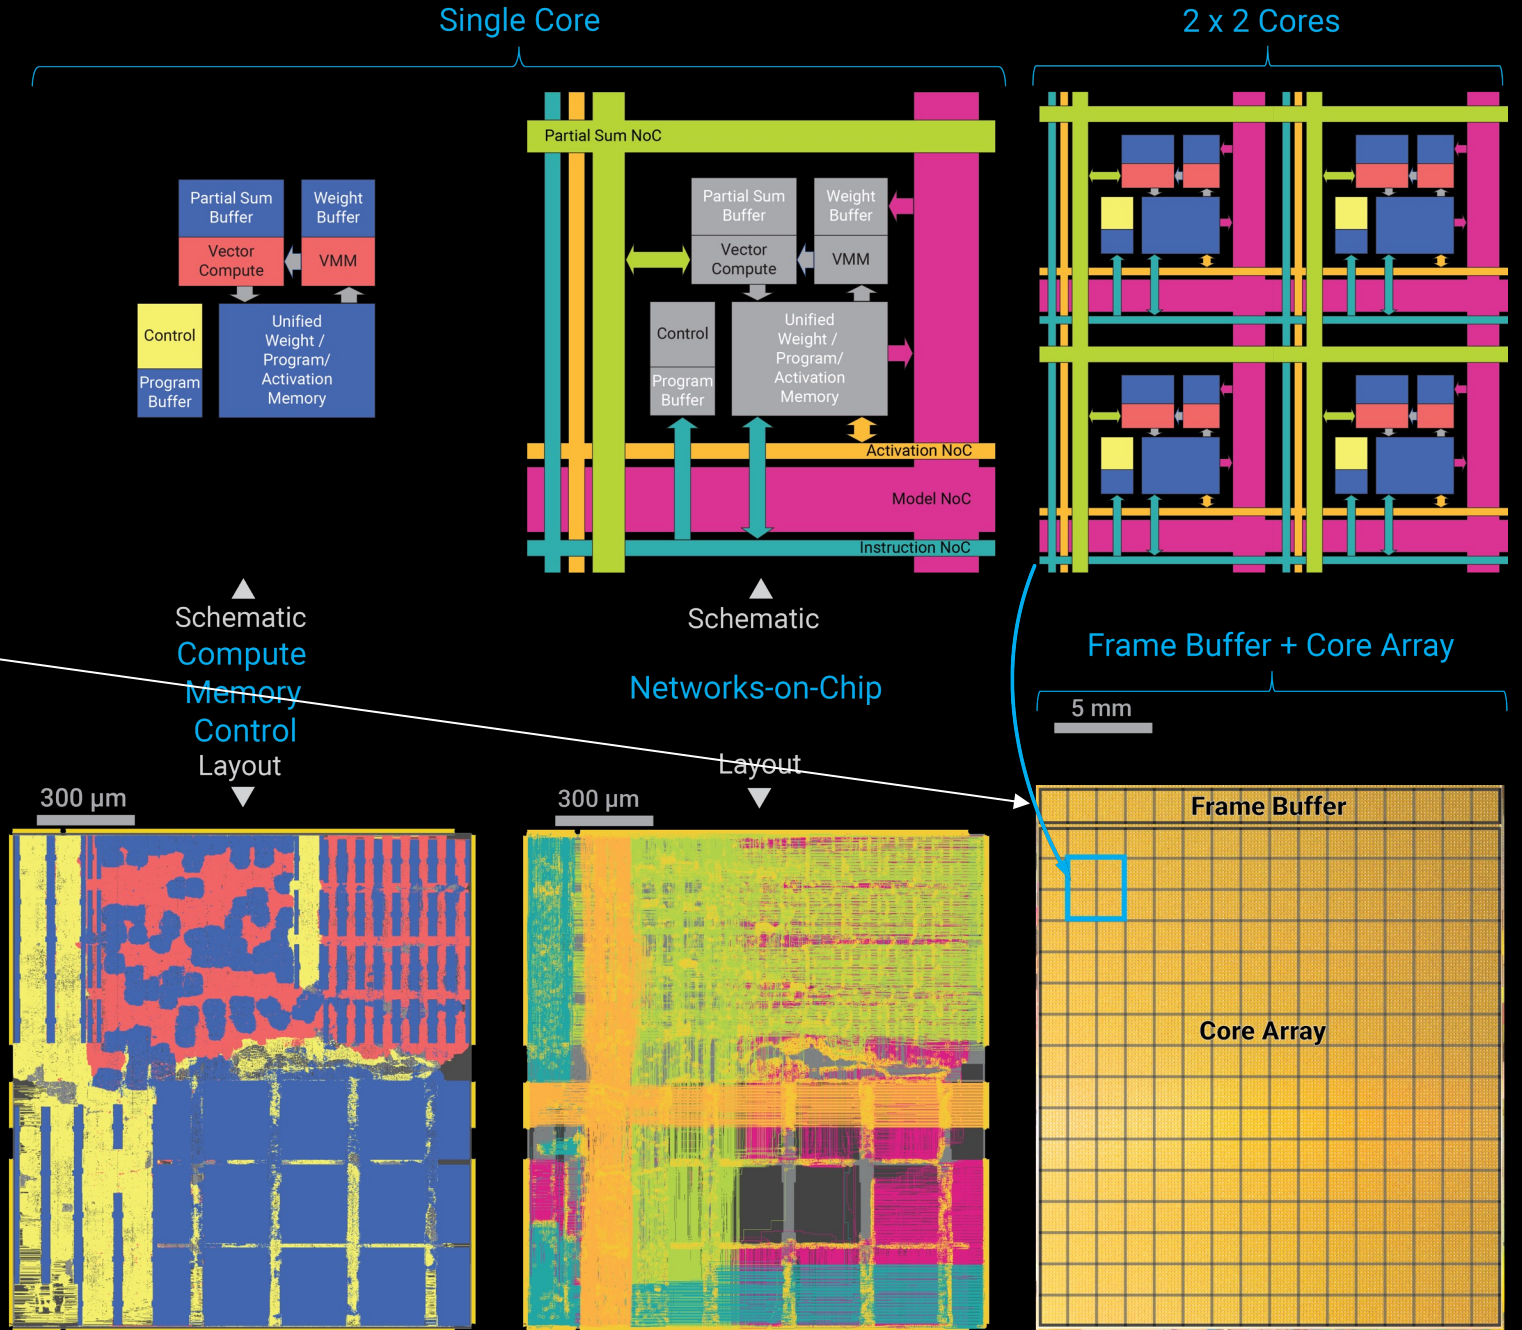 Single Core
2 x 2 Cores
Partial Sum
Buffer
Weight
Buffer
Vector
Compute
VMM
Control
Program
Buffer
Unified
Weight /
Program/
Activation
Memory
Partial Sum NoC
Partial Sum
Buffer
Weight
Buffer
Vector
Compute
VMM
Control
Program
Buffer
Unified
Weight /
Program/
Activation
Memory
Activation NoC
Model NoC
Instruction NoC
Schematic
Compute
Memory
Control
Layout
300 µm
Schematic
Networks-on-Chip
Layout
300 µm
Frame Buffer + Core Array
5 mm
Frame Buffer
Core Array